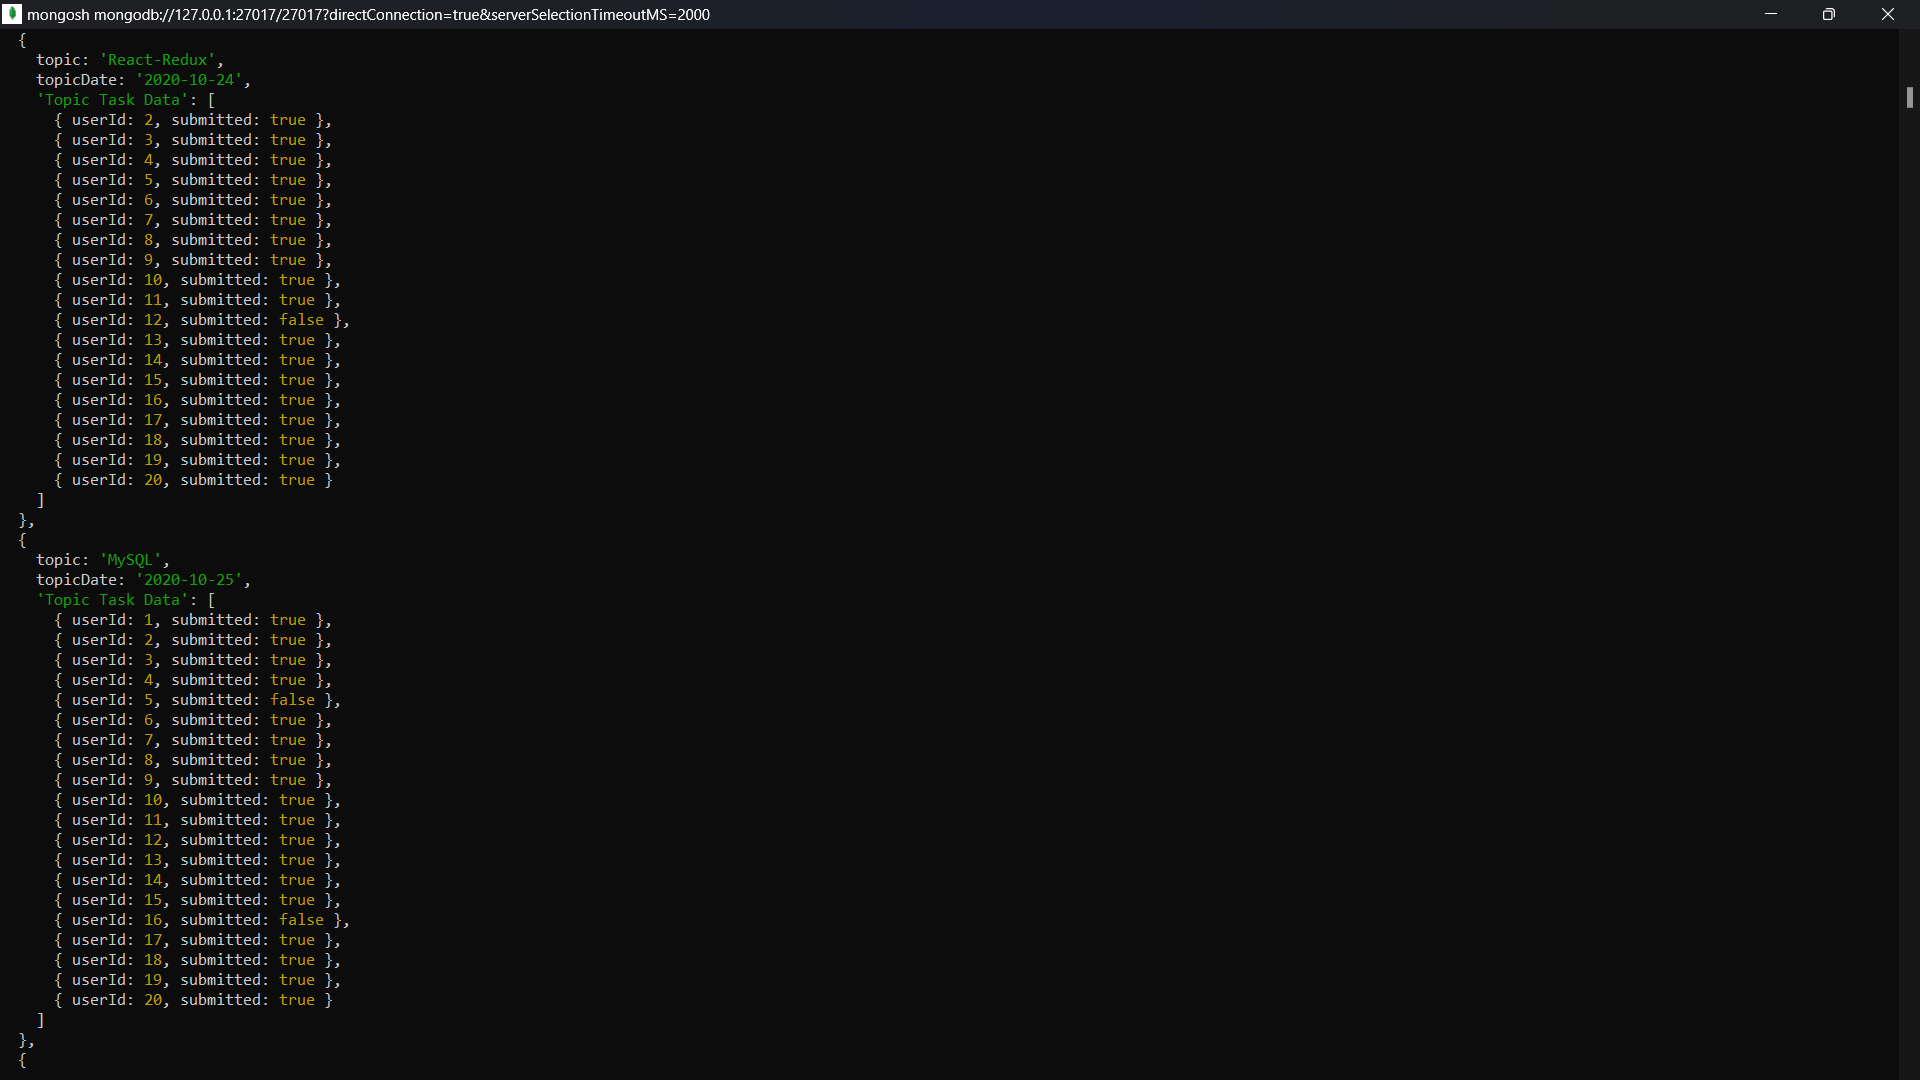 mongosh mongodb://127.0.0.1:27017/27017?directConnection=true&serverSelectionTimeoutMS=2000
{
topic: 'React-Redux',
topicDate: '2020-10-24',
'Topic Task Data': [
{ userId: 2, submitted: true },
{ userId: 3, submitted: true },
{ userId: 4, submitted: true },
{ userId: 5, submitted: true },
{ userId: 6, submitted: true },
{ userId: 7, submitted: true },
{ userId: 8, submitted: true },
{ userId: 9, submitted: true },
{ userId: 10, submitted: true },
{ userId: 11, submitted: true },
{ userId: 12, submitted: false },
{ userId: 13, submitted: true },
{ userId: 14, submitted: true },
{ userId: 15, submitted: true },
{ userId: 16, submitted: true },
{ userId: 17, submitted: true },
{ userId: 18, submitted: true },
{ userId: 19, submitted: true },
{ userId: 20, submitted: true }
]
},
{
topic: 'MySQL',
topicDate: '2020-10-25',
'Topic Task Data': [
{ userId: 1, submitted: true },
{ userId: 2, submitted: true },
{ userId: 3, submitted: true },
{ userId: 4, submitted: true },
{ userId: 5, submitted: false },
{ userId: 6, submitted: true },
{ userId: 7, submitted: true },
{ userId: 8, submitted: true },
{ userId: 9, submitted: true },
{ userId: 10, submitted: true },
{ userId: 11, submitted: true },
{ userId: 12, submitted: true },
{ userId: 13, submitted: true },
{ userId: 14, submitted: true },
{ userId: 15, submitted: true },
{ userId: 16, submitted: false },
{ userId: 17, submitted: true },
{ userId: 18, submitted: true },
{ userId: 19, submitted: true },
{ userId: 20, submitted: true }
]
},
{